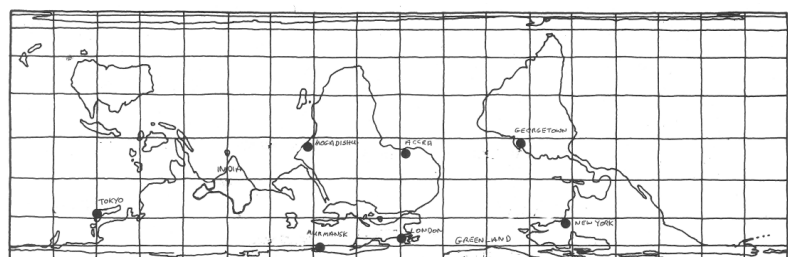 GEORGETOWN
MOGADISHU
ACCRA
INDIA
TOKYO
NEW YORK
MURMANSK
LONDON
GREENLAND